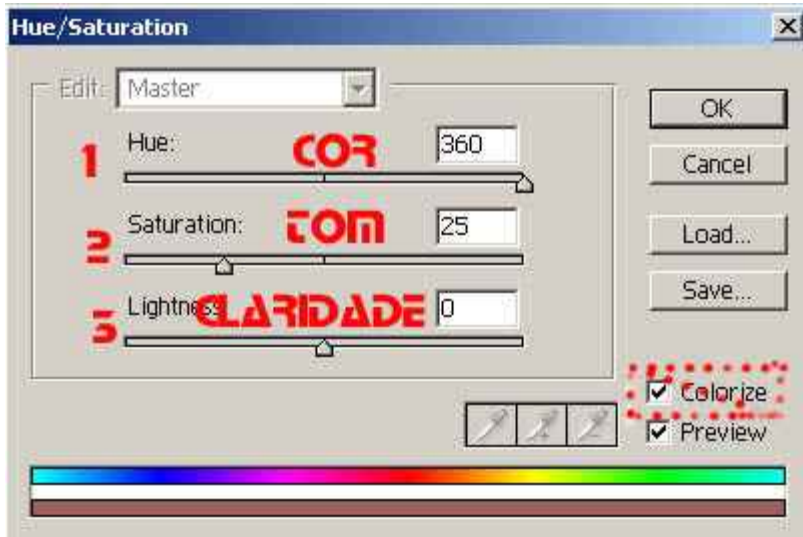 Hue/Saturation
Edit: Master
OK
1 Hue: COR 360
Cancel
2 Saturation: TOM 25
Load...
3 Lightness CLARIDADE 0
Save...
Colorize
Preview